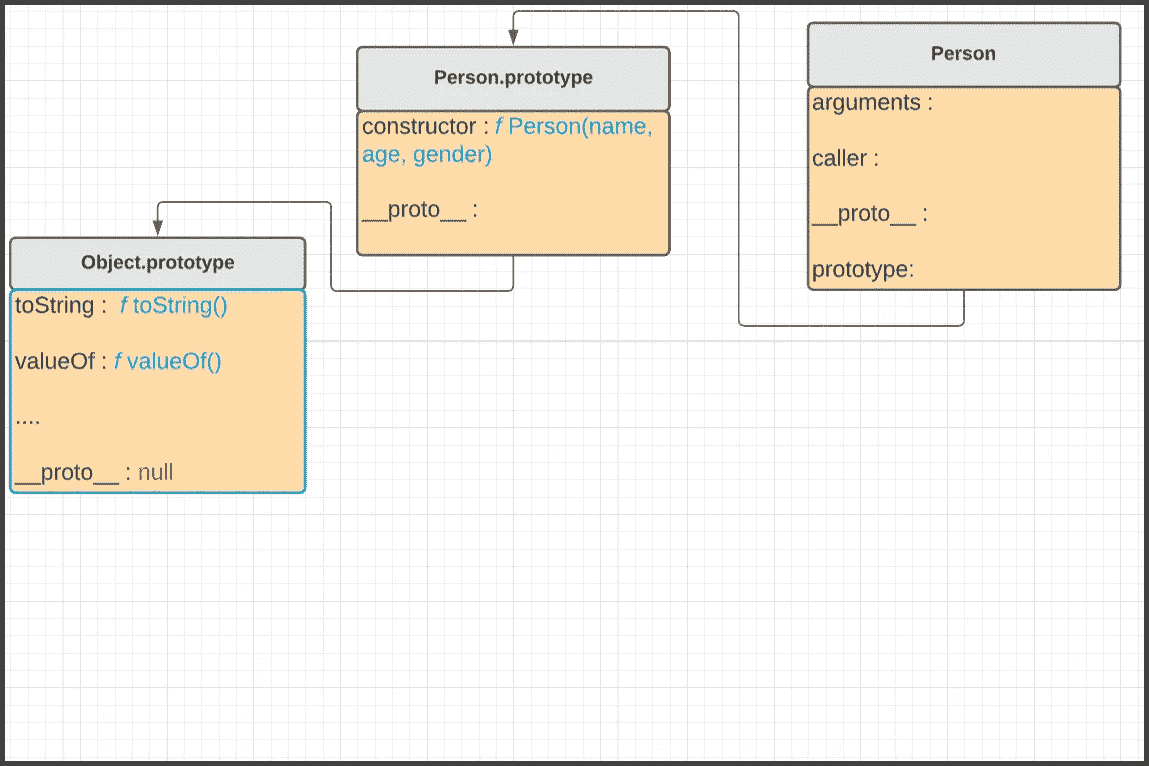 Person.prototype
constructor : f Person(name,
age, gender)
__proto__ :
Person
arguments :
caller :
__proto__ :
prototype:
Object.prototype
toString : f toString()
valueOf : f valueOf()
....
__proto__ : null